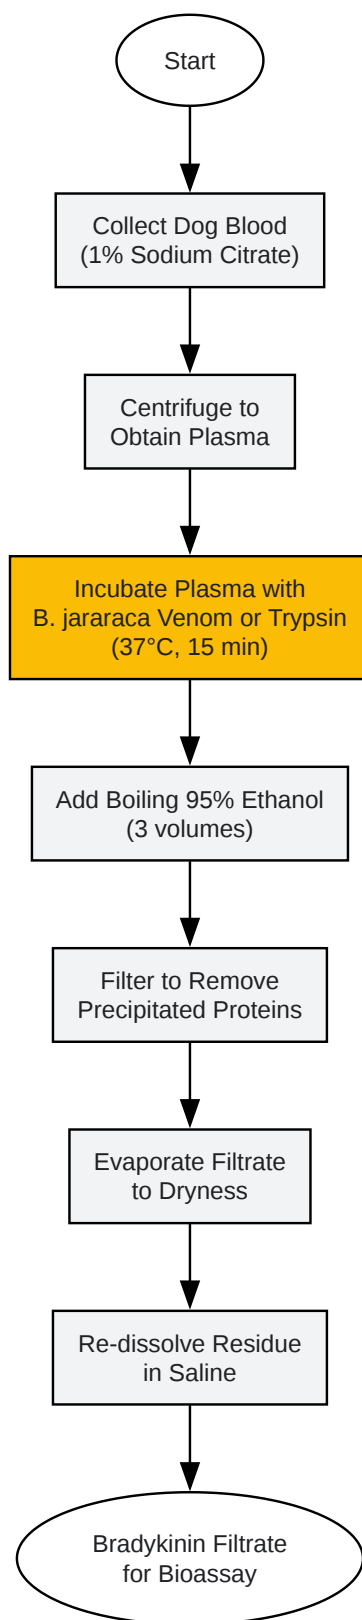 Start
Collect Dog Blood
(1% Sodium Citrate)
Centrifuge to
Obtain Plasma
Incubate Plasma with
B. jararaca Venom or Trypsin
(37°C, 15 min)
Add Boiling 95% Ethanol
(3 volumes)
Filter to Remove
Precipitated Proteins
Evaporate Filtrate
to Dryness
Re-dissolve Residue
in Saline
Bradykinin Filtrate
for Bioassay